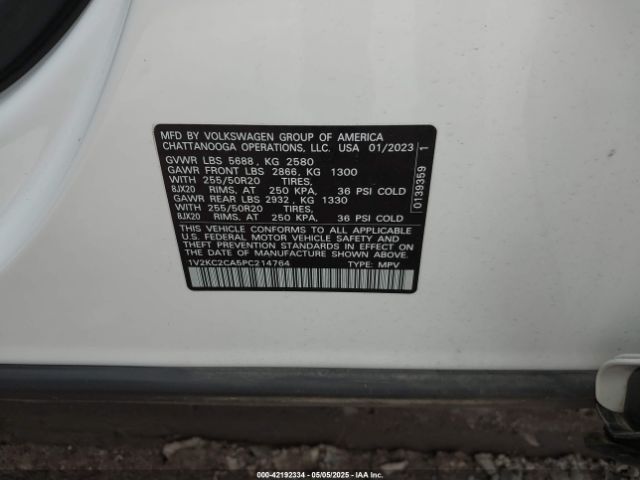 MFD BY VOLKSWAGEN GROUP OF AMERICA
CHATTANOOGA OPERATIONS, LLC. USA 01/2023
GVWR LBS 5688, KG 2580
GAWR FRONT LBS 2866, KG 1300
WITH 255/50R20 TIRES,
8JX20 RIMS, AT 250 KPA, 36 PSI COLD
GAWR REAR LBS 2932, KG 1330
WITH 255/50R20 TIRES,
8JX20 RIMS, AT 250 KPA, 36 PSI COLD
THIS VEHICLE CONFORMS TO ALL APPLICABLE
U.S. FEDERAL MOTOR VEHICLE SAFETY AND
THEFT PREVENTION STANDARDS IN EFFECT ON
THE DATE OF MANUFACTURE SHOWN ABOVE.
1V2KC2CA5PC214764 TYPE: MPV
0139359 1
000-42192334 - 05/05/2025 - IAA Inc.